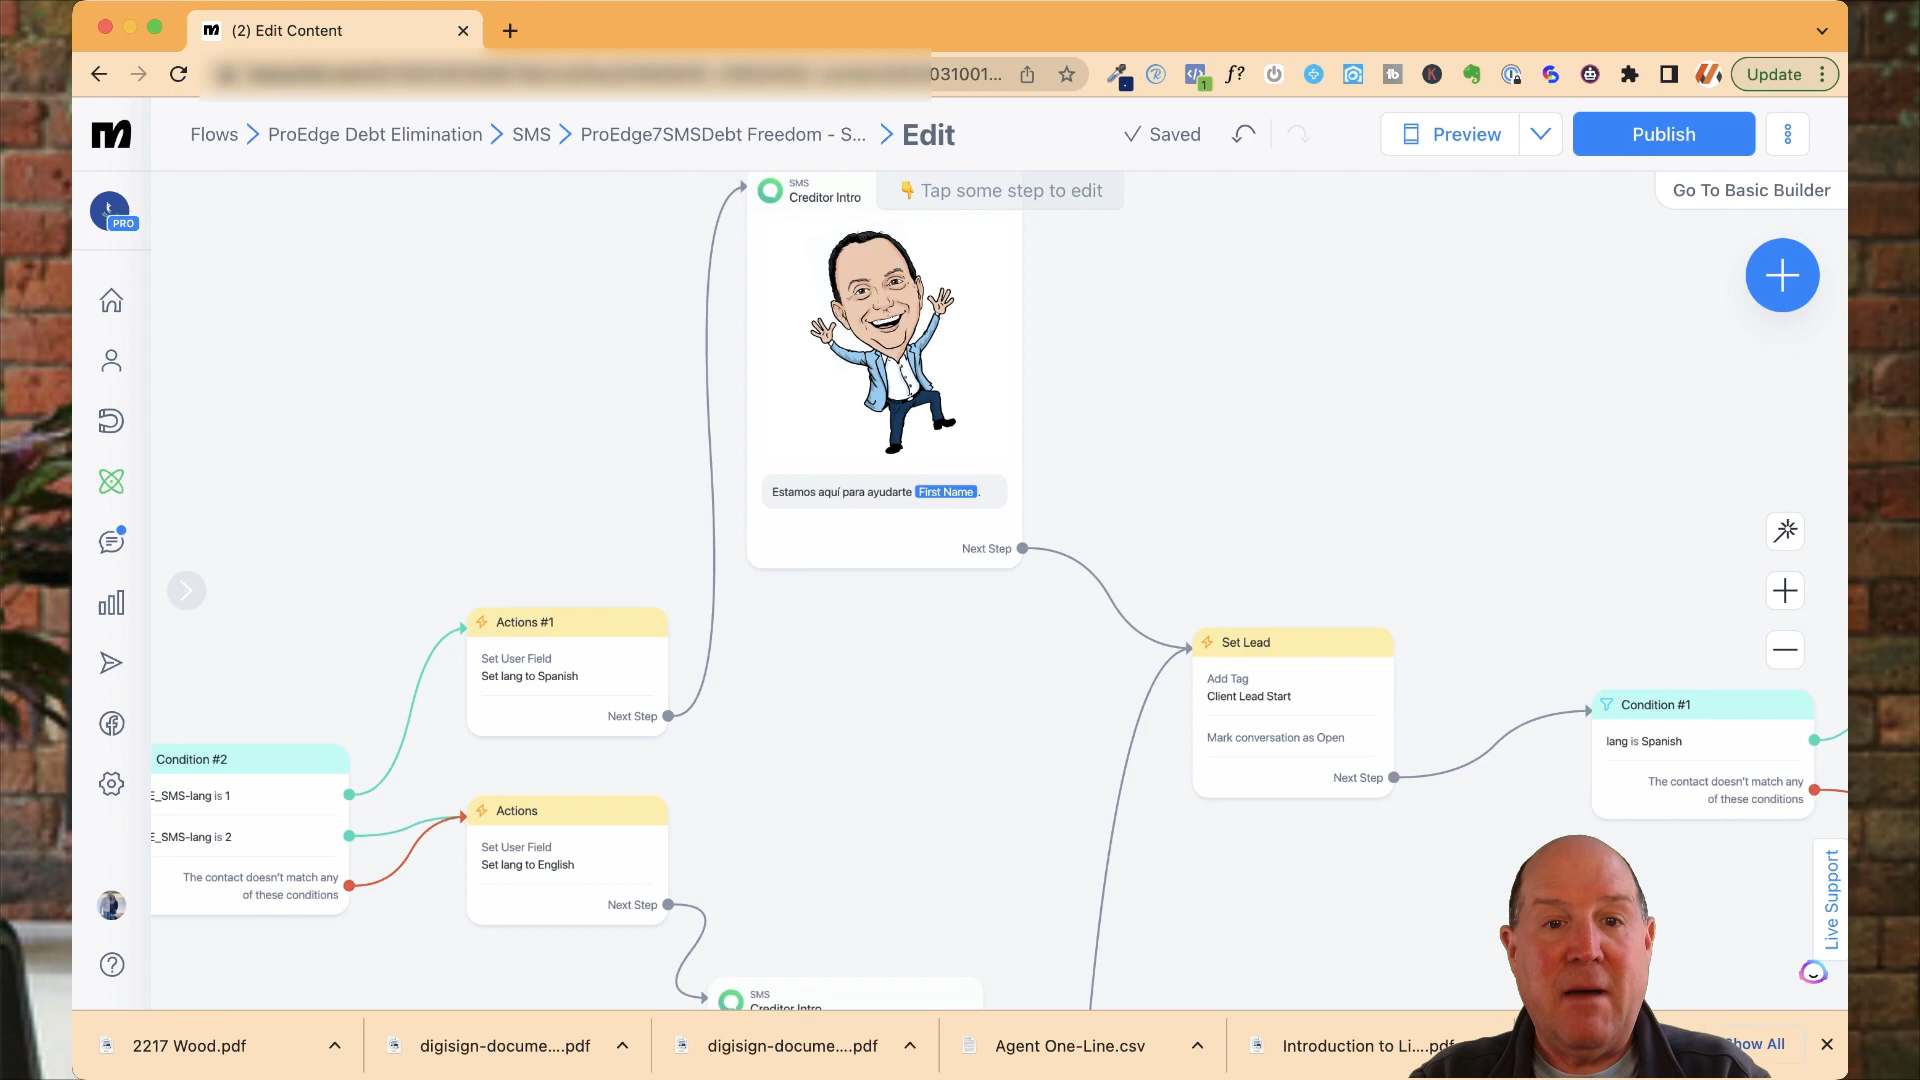 (2) Edit Content
031001...
f?
1
Update
Flows
ProEdge Debt Elimination
SMS
ProEdge7SMSDebt Freedom - S...
Edit
Saved
Preview
Publish
SMS
Creditor Intro
👇 Tap some step to edit
Go To Basic Builder
PRO
Estamos aquí para ayudarte First Name.
Next Step
Actions #1
Set User Field
Set lang to Spanish
Next Step
Set Lead
Add Tag
Client Lead Start
Mark conversation as Open
Next Step
Condition #1
lang is Spanish
The contact doesn't match any
of these conditions
Condition #2
E_SMS-lang is 1
E_SMS-lang is 2
The contact doesn't match any
of these conditions
Actions
Set User Field
Set lang to English
Next Step
SMS
Creditor Intro
Live Support
2217 Wood.pdf
digisign-docume....pdf
digisign-docume....pdf
Agent One-Line.csv
Introduction to Li....pdf
Show All